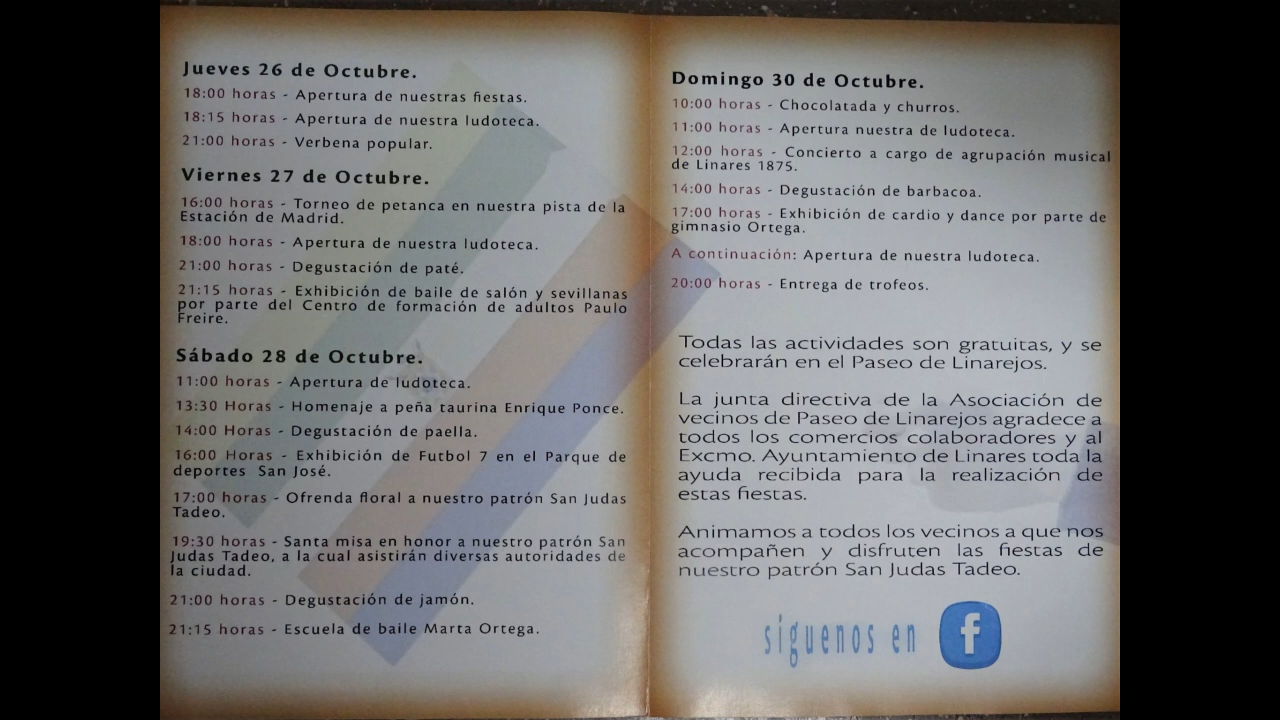 Jueves 26 de Octubre.
18:00 horas - Apertura de nuestras fiestas.
18:15 horas - Apertura de nuestra ludoteca.
21:00 horas - Verbena popular.
Viernes 27 de Octubre.
16:00 horas - Torneo de petanca en nuestra pista de la
Estación de Madrid.
18:00 horas - Apertura de nuestra ludoteca.
21:00 horas - Degustación de paté.
21:15 horas - Exhibición de baile de salón y sevillanas
por parte del Centro de formación de adultos Paulo
Freire.
Sábado 28 de Octubre.
11:00 horas - Apertura de ludoteca.
13:30 Horas - Homenaje a peña taurina Enrique Ponce.
14:00 Horas - Degustación de paella.
16:00 Horas - Exhibición de Futbol 7 en el Parque de
deportes San José.
17:00 horas - Ofrenda floral a nuestro patrón San Judas
Tadeo.
19:30 horas - Santa misa en honor a nuestro patrón San
Judas Tadeo, a la cual asistirán diversas autoridades de
la ciudad.
21:00 horas - Degustación de jamón.
21:15 horas - Escuela de baile Marta Ortega.
Domingo 30 de Octubre.
10:00 horas - Chocolatada y churros.
11:00 horas - Apertura nuestra de ludoteca.
12:00 horas - Concierto a cargo de agrupación musical
de Linares 1875.
14:00 horas - Degustación de barbacoa.
17:00 horas - Exhibición de cardio y dance por parte de
gimnasio Ortega.
A continuación: Apertura de nuestra ludoteca.
20:00 horas - Entrega de trofeos.
Todas las actividades son gratuitas, y se
celebrarán en el Paseo de Linarejos.
La junta directiva de la Asociación de
vecinos de Paseo de Linarejos agradece a
todos los comercios colaboradores y al
Excmo. Ayuntamiento de Linares toda la
ayuda recibida para la realización de
estas fiestas.
Animamos a todos los vecinos a que nos
acompañen y disfruten las fiestas de
nuestro patrón San Judas Tadeo.
siguenos en f